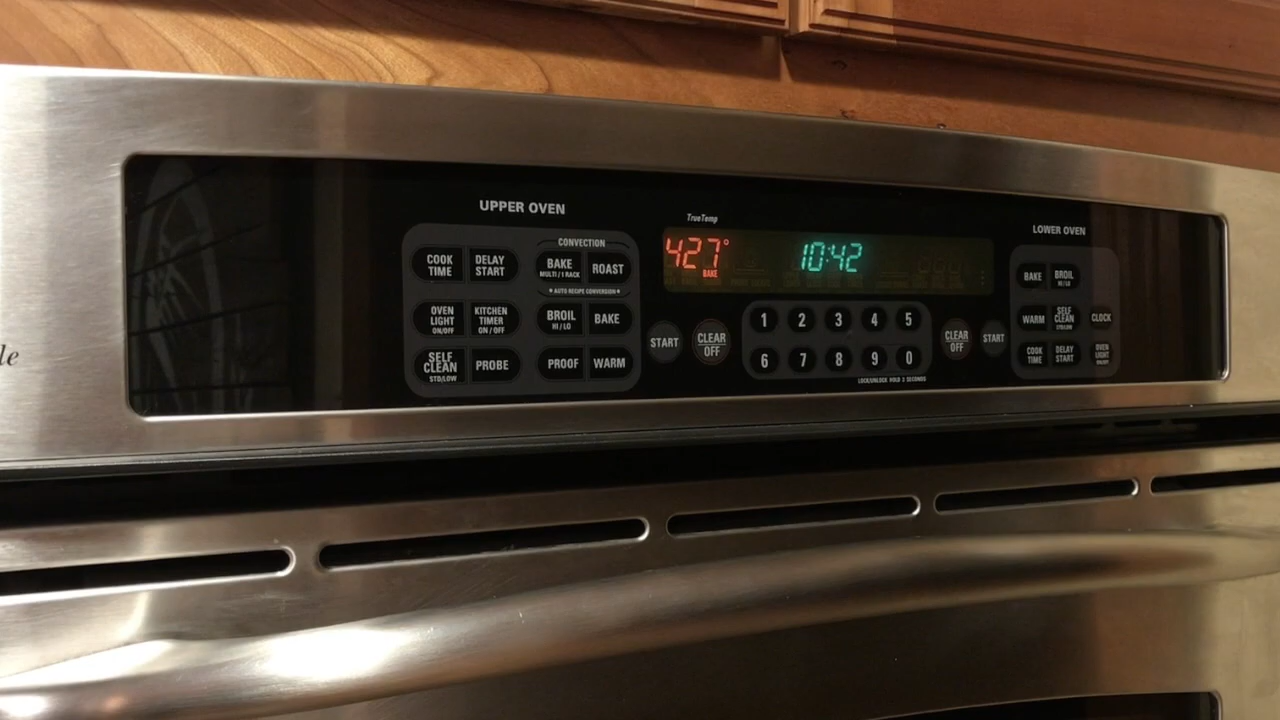 UPPER OVEN
COOK TIME
DELAY START
OVEN LIGHT ON/OFF
KITCHEN TIMER ON / OFF
SELF CLEAN STD/LOW
PROBE
CONVECTION
BAKE MULTI / 1 RACK
ROAST
AUTO RECIPE CONVERSION
BROIL HI / LO
BAKE
PROOF
WARM
START
CLEAR OFF
TrueTemp
427°
BAKE
10:42
1 2 3 4 5
6 7 8 9 0
LOCK/UNLOCK HOLD 3 SECONDS
CLEAR OFF
START
LOWER OVEN
BAKE
BROIL HI / LO
WARM
SELF CLEAN STD/LOW
CLOCK
COOK TIME
DELAY START
OVEN LIGHT ON/OFF
le